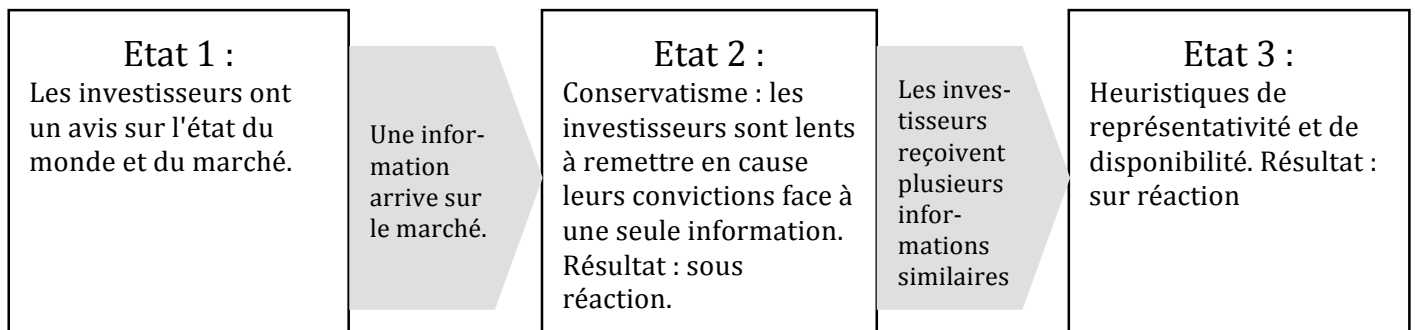 Etat 1 :
Les investisseurs ont
un avis sur l'état du
monde et du marché.
Une infor-
mation
arrive sur
le marché.
Etat 2 :
Conservatisme : les
investisseurs sont lents
à remettre en cause
leurs convictions face à
une seule information.
Résultat : sous
réaction.
Les inves-
tisseurs
reçoivent
plusieurs
infor-
mations
similaires
Etat 3 :
Heuristiques de
représentativité et de
disponibilité. Résultat :
sur réaction